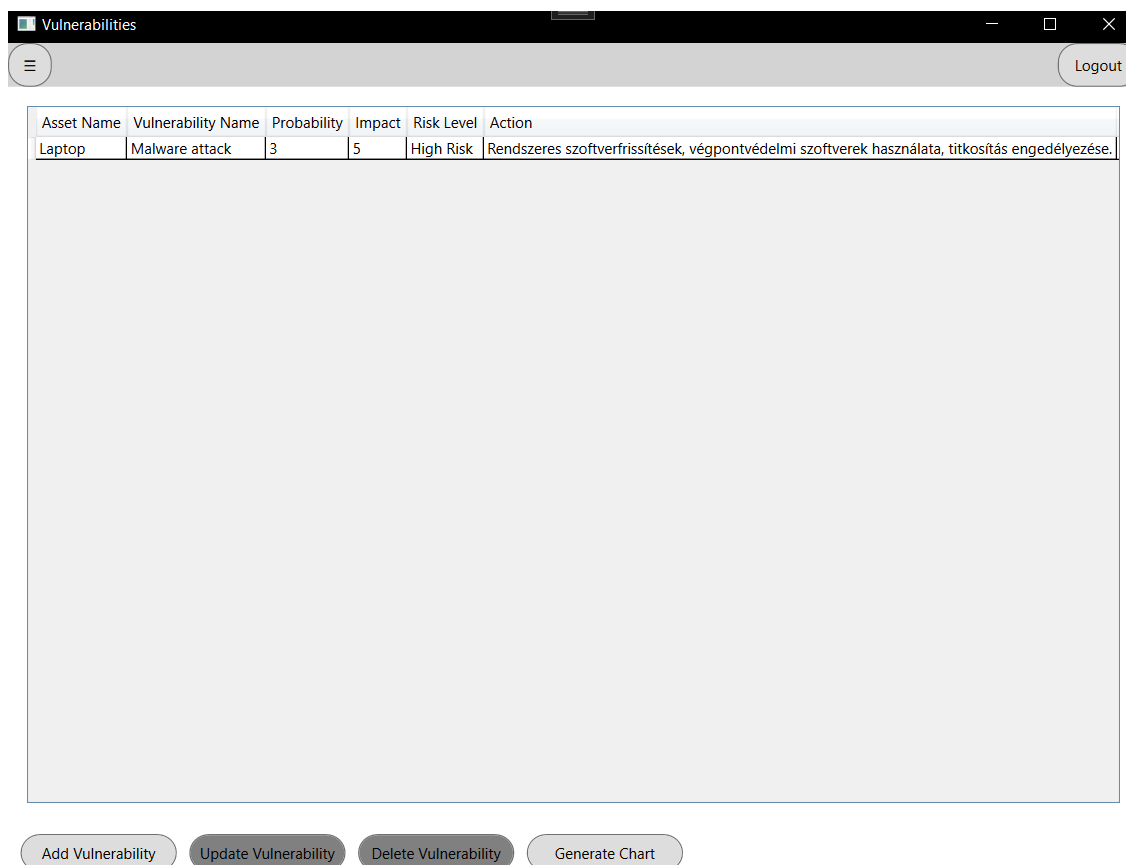 Vulnerabilities
☰ Logout
Asset Name Vulnerability Name Probability Impact Risk Level Action
Laptop Malware attack 3 5 High Risk Rendszeres szoftverfrissítések, végpontvédelmi szoftverek használata, titkosítás engedélyezése.
Add Vulnerability Update Vulnerability Delete Vulnerability Generate Chart